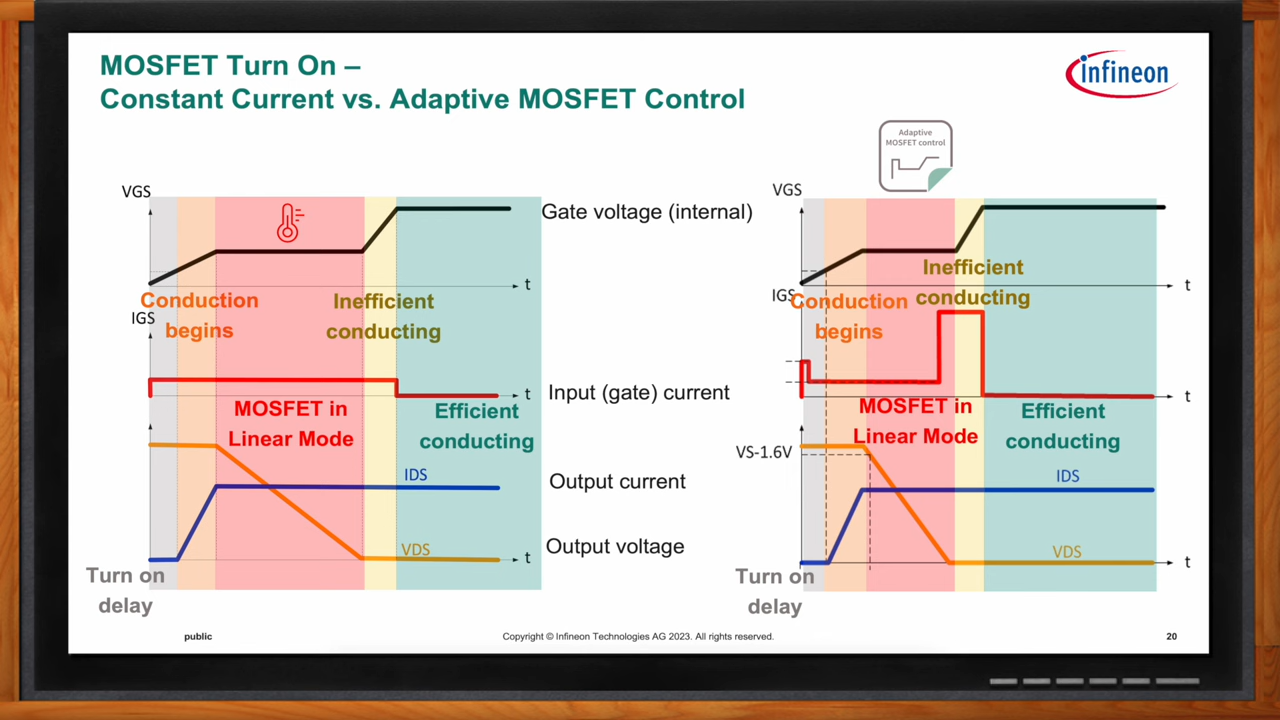 MOSFET Turn On –
Constant Current vs. Adaptive MOSFET Control
infineon
Adaptive
MOSFET control
VGS
Gate voltage (internal)
t
Conduction
begins
Inefficient
conducting
IGS
t
Input (gate) current
MOSFET in
Linear Mode
Efficient
conducting
IDS
Output current
VDS
t
Output voltage
Turn on
delay
VGS
t
Inefficient
conducting
IGS
Conduction
begins
t
MOSFET in
Linear Mode
Efficient
conducting
VS-1.6V
IDS
VDS
t
Turn on
delay
public
Copyright © Infineon Technologies AG 2023. All rights reserved.
20